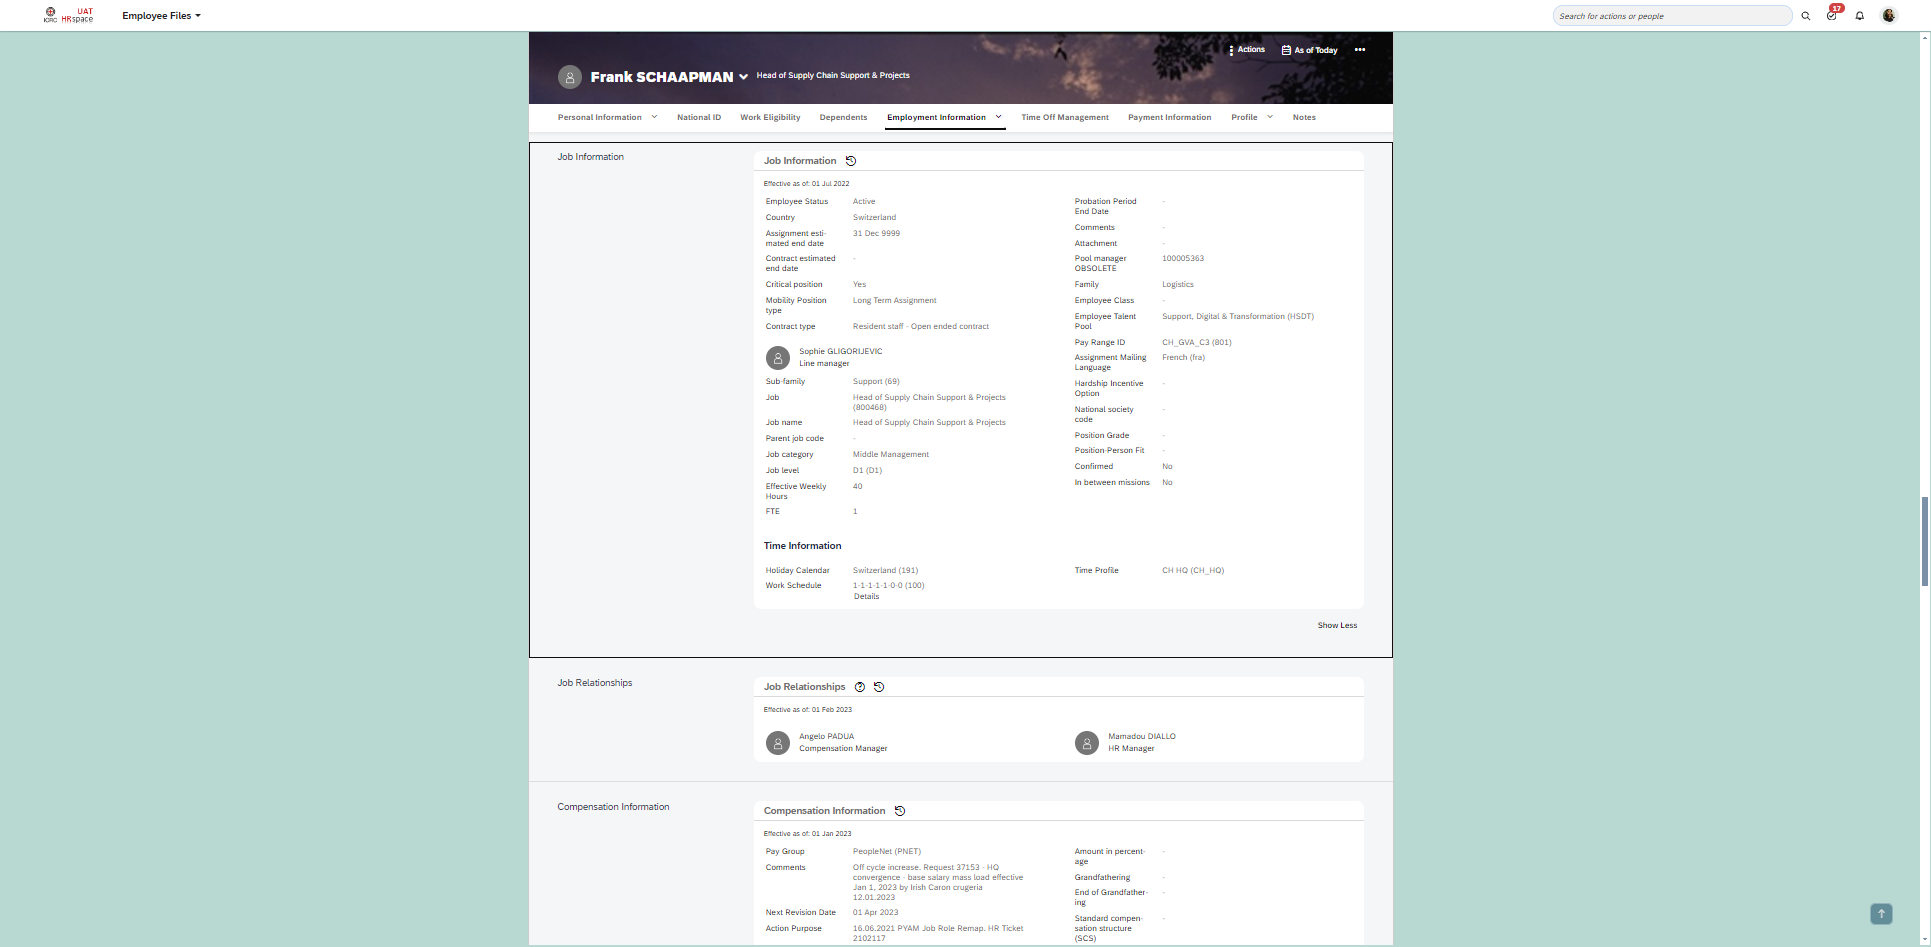 ICRC UAT HRspace
Employee Files
Search for actions or people
17
Actions
As of Today
Frank SCHAAPMAN
Head of Supply Chain Support & Projects
Personal Information
National ID
Work Eligibility
Dependents
Employment Information
Time Off Management
Payment Information
Profile
Notes
Job Information
Job Information
Effective as of: 01 Jul 2022
Employee Status Active
Country Switzerland
Assignment esti-
mated end date 31 Dec 9999
Contract estimated
end date -
Critical position Yes
Mobility Position
type Long Term Assignment
Contract type Resident staff - Open ended contract
Sophie GLIGORIJEVIC
Line manager
Sub-family Support (69)
Job Head of Supply Chain Support & Projects
(800468)
Job name Head of Supply Chain Support & Projects
Parent job code -
Job category Middle Management
Job level D1 (D1)
Effective Weekly
Hours 40
FTE 1
Probation Period
End Date -
Comments -
Attachment -
Pool manager
OBSOLETE 100005363
Family Logistics
Employee Class -
Employee Talent
Pool Support, Digital & Transformation (HSDT)
Pay Range ID CH_GVA_C3 (801)
Assignment Mailing
Language French (fra)
Hardship Incentive
Option -
National society
code -
Position Grade -
Position-Person Fit -
Confirmed No
In between missions No
Time Information
Holiday Calendar Switzerland (191)
Work Schedule 1-1-1-1-1-0-0 (100)
Details
Time Profile CH HQ (CH_HQ)
Show Less
Job Relationships
Job Relationships
Effective as of: 01 Feb 2023
Angelo PADUA
Compensation Manager
Mamadou DIALLO
HR Manager
Compensation Information
Compensation Information
Effective as of: 01 Jan 2023
Pay Group PeopleNet (PNET)
Comments Off cycle increase. Request 37153 - HQ
convergence - base salary mass load effective
Jan 1, 2023 by Irish Caron crugeria
12.01.2023
Next Revision Date 01 Apr 2023
Action Purpose 16.06.2021 PYAM Job Role Remap. HR Ticket
2102117
Amount in percent-
age -
Grandfathering -
End of Grandfather-
ing -
Standard compen-
sation structure
(SCS) -